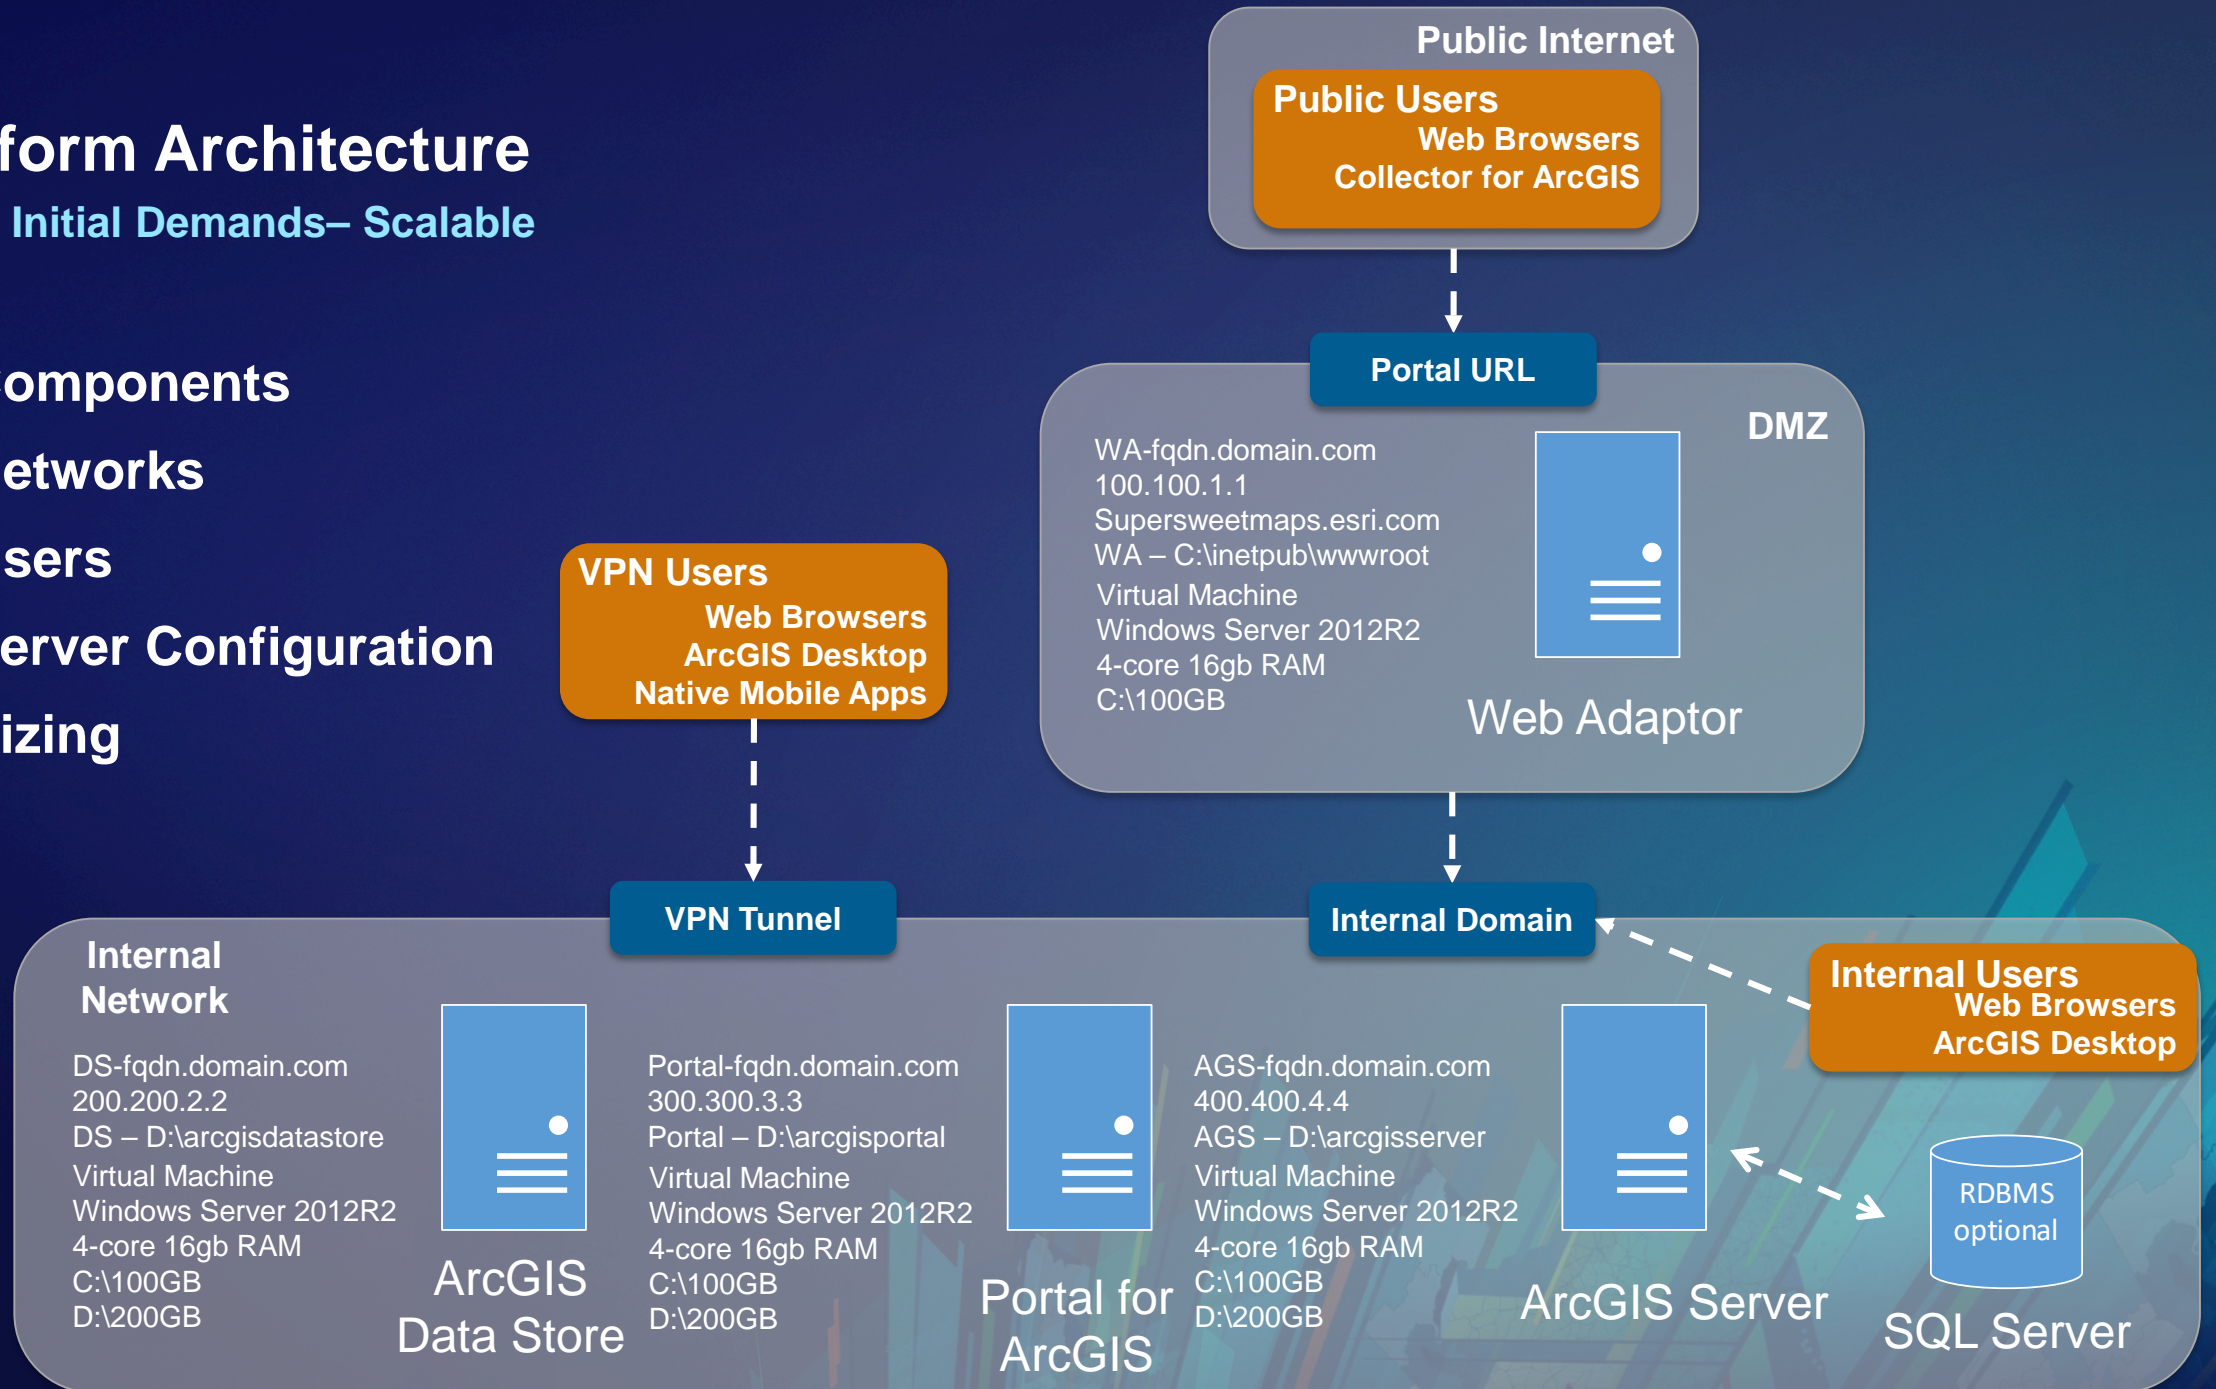 form Architecture
Initial Demands– Scalable
omponents
etworks
sers
erver Configuration
izing
Public Internet
Public Users
Web Browsers
Collector for ArcGIS
Portal URL
DMZ
WA-fqdn.domain.com
100.100.1.1
Supersweetmaps.esri.com
WA – C:\inetpub\wwwroot
Virtual Machine
Windows Server 2012R2
4-core 16gb RAM
C:\100GB
Web Adaptor
VPN Users
Web Browsers
ArcGIS Desktop
Native Mobile Apps
VPN Tunnel
Internal Domain
Internal
Network
Internal Users
Web Browsers
ArcGIS Desktop
DS-fqdn.domain.com
200.200.2.2
DS – D:\arcgisdatastore
Virtual Machine
Windows Server 2012R2
4-core 16gb RAM
C:\100GB
D:\200GB
ArcGIS
Data Store
Portal-fqdn.domain.com
300.300.3.3
Portal – D:\arcgisportal
Virtual Machine
Windows Server 2012R2
4-core 16gb RAM
C:\100GB
D:\200GB
Portal for
ArcGIS
AGS-fqdn.domain.com
400.400.4.4
AGS – D:\arcgisserver
Virtual Machine
Windows Server 2012R2
4-core 16gb RAM
C:\100GB
D:\200GB
ArcGIS Server
RDBMS
optional
SQL Server